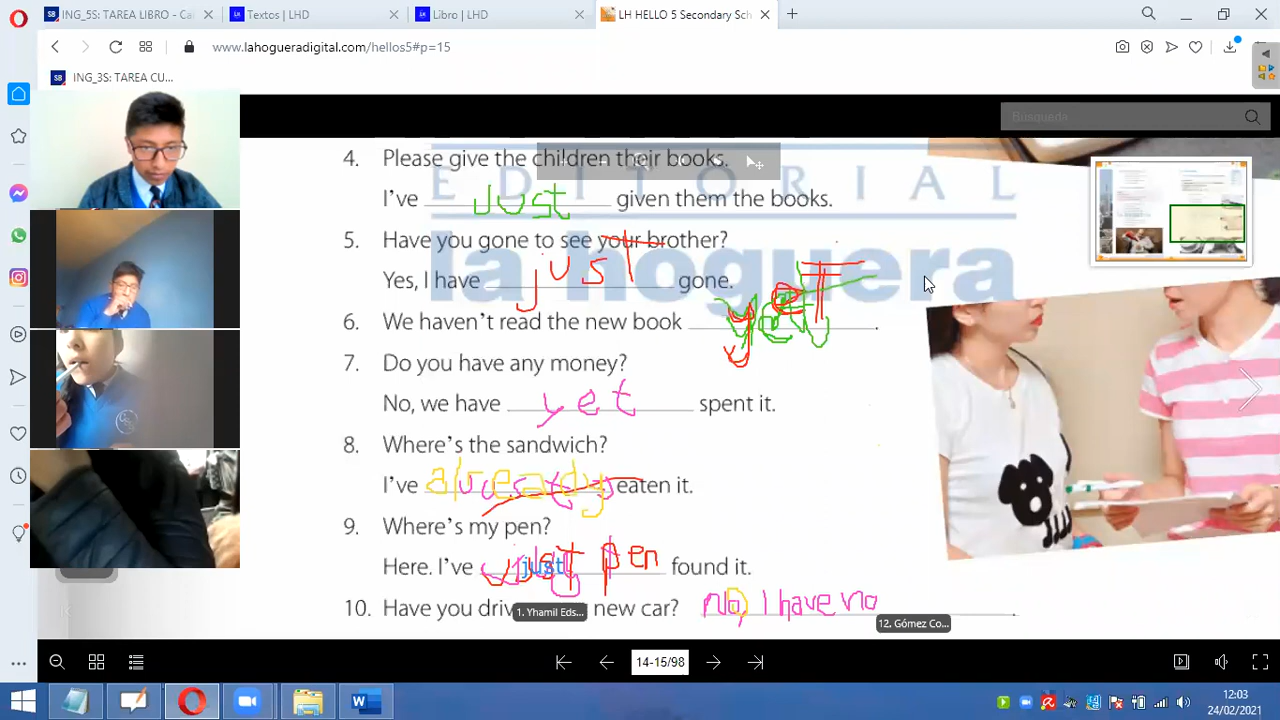 ING_5S: TAREA LIBRO - Ca
Textos | LHD
Libro | LHD
LH HELLO 5 Secondary Sch
www.lahogueradigital.com/hellos5#p=15
ING_3S: TAREA CU...
Búsqueda
EDITORIAL
la hoguera
4. Please give the children their books.
I've just given them the books.
5. Have you gone to see your brother?
Yes, I have just gone.
6. We haven't read the new book yet.
7. Do you have any money?
No, we have yet spent it.
8. Where's the sandwich?
I've already eaten it.
9. Where's my pen?
Here. I've just pen found it.
10. Have you driv new car? No, I have no
1. Yhamil Eds...
12. Gómez Co...
14-15/98
12:03
24/02/2021